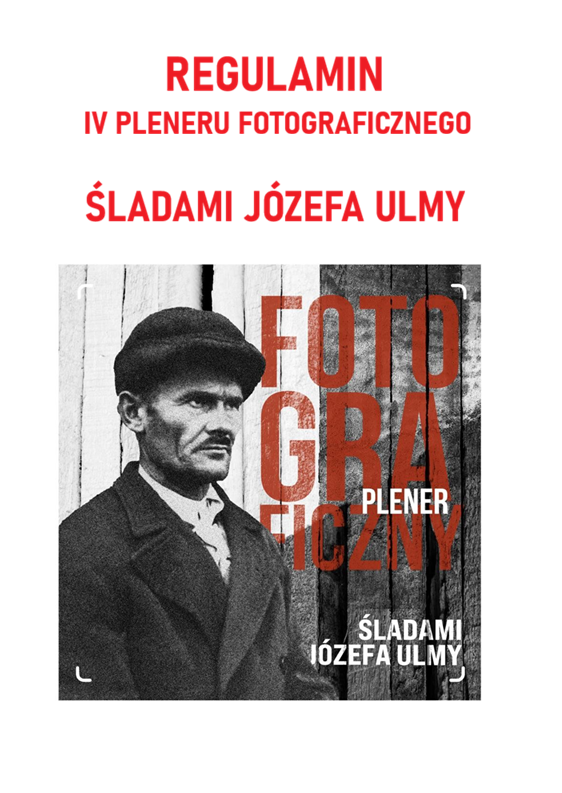 REGULAMIN
IV PLENERU FOTOGRAFICZNEGO
ŚLADAMI JÓZEFA ULMY
FOTO
GRA
PLENER
FICZNY
ŚLADAMI
JÓZEFA ULMY